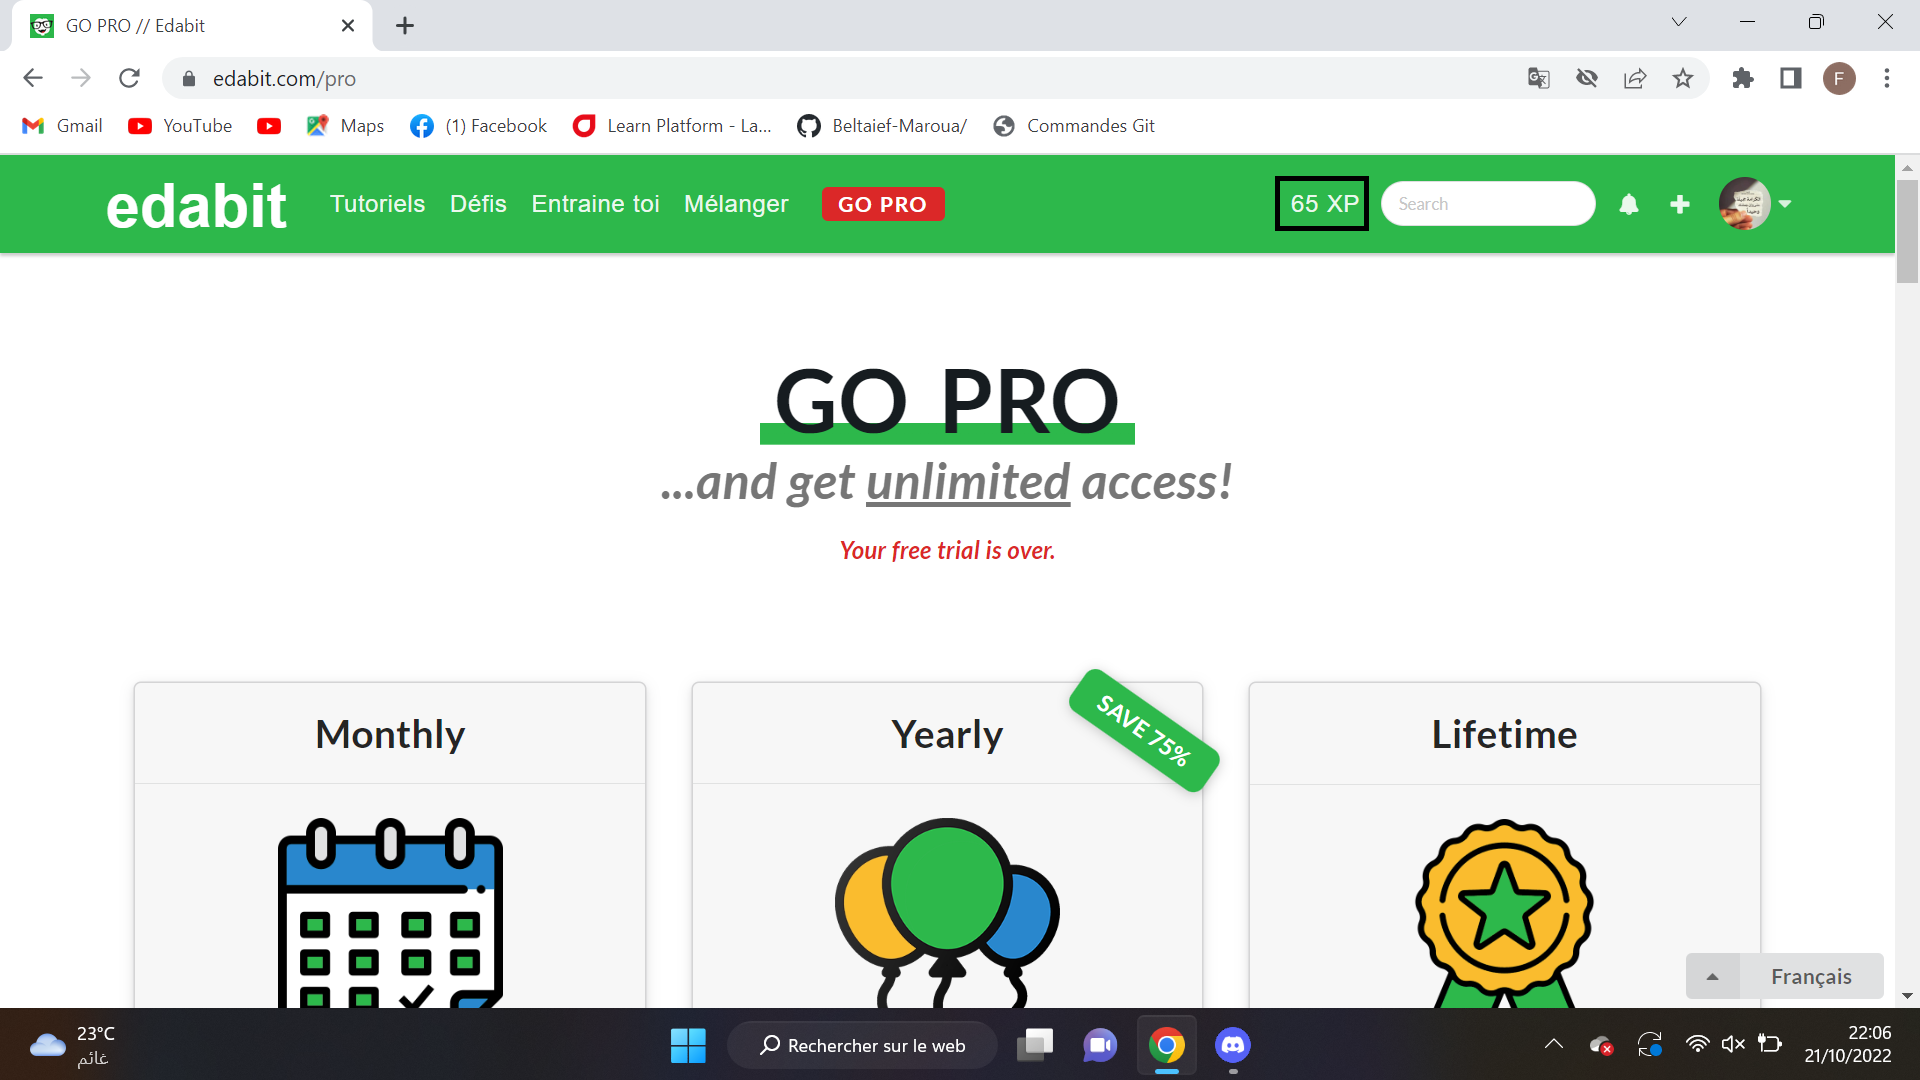 GO PRO // Edabit
edabit.com/pro
Gmail YouTube Maps (1) Facebook Learn Platform - La... Beltaief-Maroua/ Commandes Git
edabit Tutoriels Défis Entraine toi Mélanger GO PRO 65 XP Search
F
GO PRO
...and get unlimited access!
Your free trial is over.
Monthly
Yearly
SAVE 75%
Lifetime
Français
23°C
غائم
Rechercher sur le web
22:06
21/10/2022